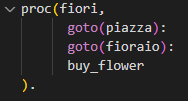 proc(fiori,
goto(piazza):
goto(fioraio):
buy_flower
).